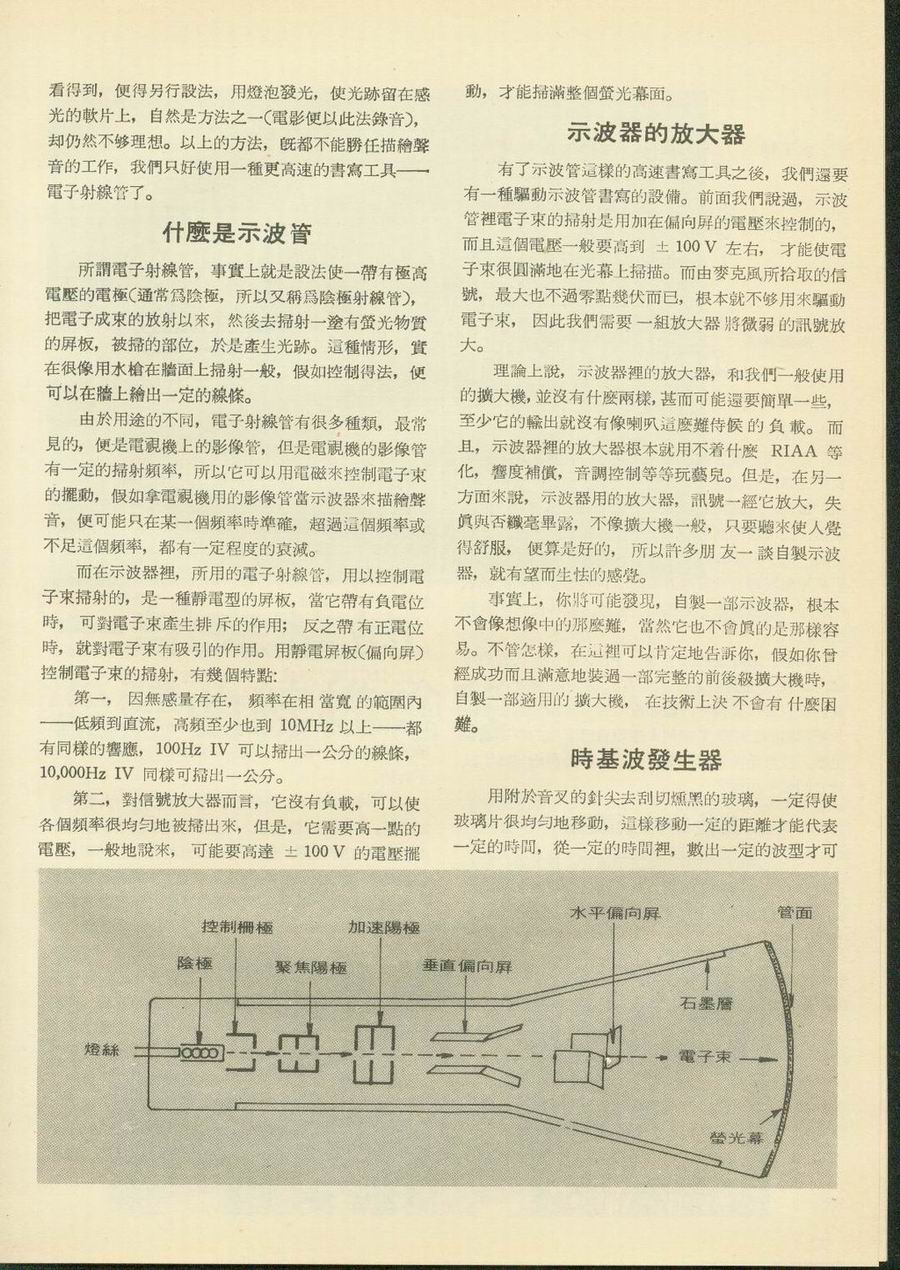 看得到，便得另行設法，用燈泡發光，使光跡留在感
光的軟片上，自然是方法之一(電影便以此法錄音)，
却仍然不够理想。以上的方法，旣都不能勝任描繪聲
音的工作，我們只好使用一種更高速的書寫工具——
電子射線管了。
什麼是示波管
所謂電子射線管，事實上就是設法使一帶有極高
電壓的電極(通常爲陰極，所以又稱爲陰極射線管)，
把電子成束的放射以來，然後去掃射一塗有螢光物質
的屏板，被掃的部位，於是產生光跡。這種情形，實
在很像用水槍在牆面上掃射一般，假如控制得法，便
可以在牆上繪出一定的線條。
由於用途的不同，電子射線管有很多種類，最常
見的，便是電視機上的影像管，但是電視機的影像管
有一定的掃射頻率，所以它可以用電磁來控制電子束
的擺動，假如拿電視機用的影像管當示波器來描繪聲
音，便可能只在某一個頻率時準確，超過這個頻率或
不足這個頻率，都有一定程度的衰減。
而在示波器裡，所用的電子射線管，用以控制電
子束掃射的，是一種靜電型的屏板，當它帶有負電位
時，可對電子束產生排斥的作用；反之帶有正電位
時，就對電子束有吸引的作用。用靜電屏板(偏向屏)
控制電子束的掃射，有幾個特點:
第一，因無感量存在，頻率在相當寬的範圍內
——低頻到直流，高頻至少也到 10MHz 以上——都
有同樣的響應，100Hz IV 可以掃出一公分的線條，
10,000Hz IV 同樣可掃出一公分。
第二，對信號放大器而言，它沒有負載，可以使
各個頻率很均勻地被掃出來，但是，它需要高一點的
電壓，一般地說來，可能要高達 ±100 V 的電壓擺
動，才能掃滿整個螢光幕面。
示波器的放大器
有了示波管這樣的高速書寫工具之後，我們還要
有一種驅動示波管書寫的設備。前面我們說過，示波
管裡電子束的掃射是用加在偏向屏的電壓來控制的，
而且這個電壓一般要高到 ±100 V 左右，才能使電
子束很圓滿地在光幕上掃描。而由麥克風所拾取的信
號，最大也不過零點幾伏而已，根本就不够用來驅動
電子束，因此我們需要一組放大器將微弱的訊號放
大。
理論上說，示波器裡的放大器，和我們一般使用
的擴大機，並沒有什麼兩樣，甚而可能還要簡單一些，
至少它的輸出就沒有像喇叭這麼難侍候的負載。而
且，示波器裡的放大器根本就用不着什麼 RIAA 等
化，響度補償，音調控制等等玩藝兒。但是，在另一
方面來說，示波器用的放大器，訊號一經它放大，失
眞與否纖毫畢露，不像擴大機一般，只要聽來使人覺
得舒服，便算是好的，所以許多朋友一談自製示波
器，就有望而生怯的感覺。
事實上，你將可能發現，自製一部示波器，根本
不會像想像中的那麼難，當然它也不會眞的是那樣容
易。不管怎樣，在這裡可以肯定地告訴你，假如你曾
經成功而且滿意地裝過一部完整的前後級擴大機時，
自製一部適用的擴大機，在技術上決不會有什麼困
難。
時基波發生器
用附於音叉的針尖去刮切燻黑的玻璃，一定得使
玻璃片很均勻地移動，這樣移動一定的距離才能代表
一定的時間，從一定的時間裡，數出一定的波型才可
水平偏向屏
管面
控制柵極
加速陽極
陰極
聚焦陽極
垂直偏向屏
石墨層
燈絲
電子束
螢光幕